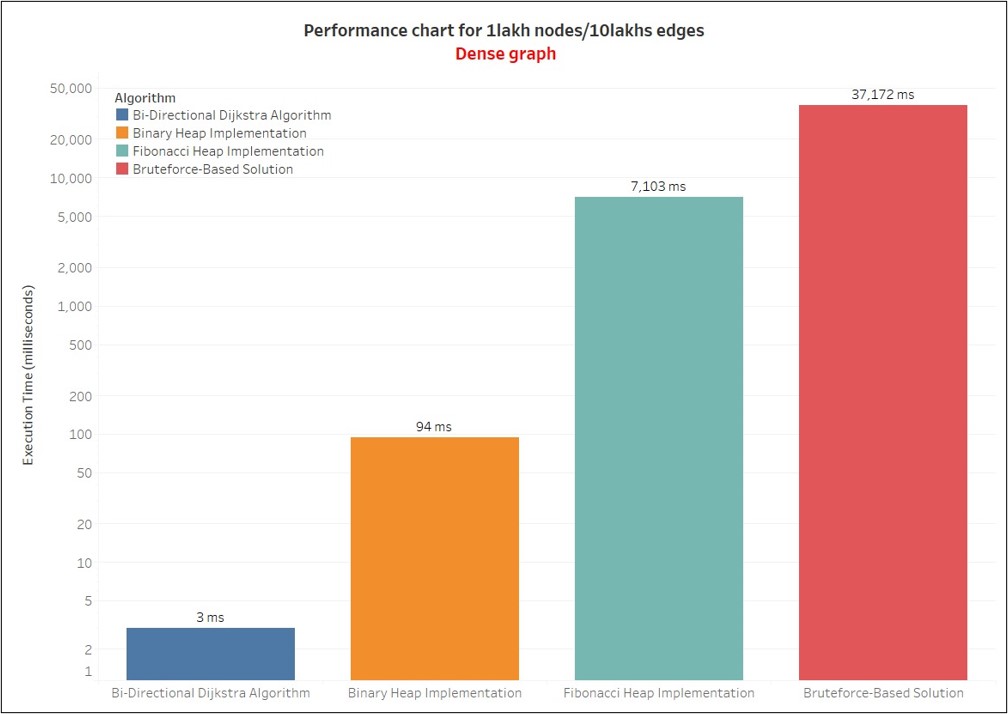 Performance chart for 1lakh nodes/10lakhs edges
Dense graph
Algorithm
Bi-Directional Dijkstra Algorithm
Binary Heap Implementation
Fibonacci Heap Implementation
Bruteforce-Based Solution
Execution Time (milliseconds)
50,000
20,000
10,000
5,000
2,000
1,000
500
200
100
50
20
10
5
2
1
3 ms
94 ms
7,103 ms
37,172 ms
Bi-Directional Dijkstra Algorithm
Binary Heap Implementation
Fibonacci Heap Implementation
Bruteforce-Based Solution